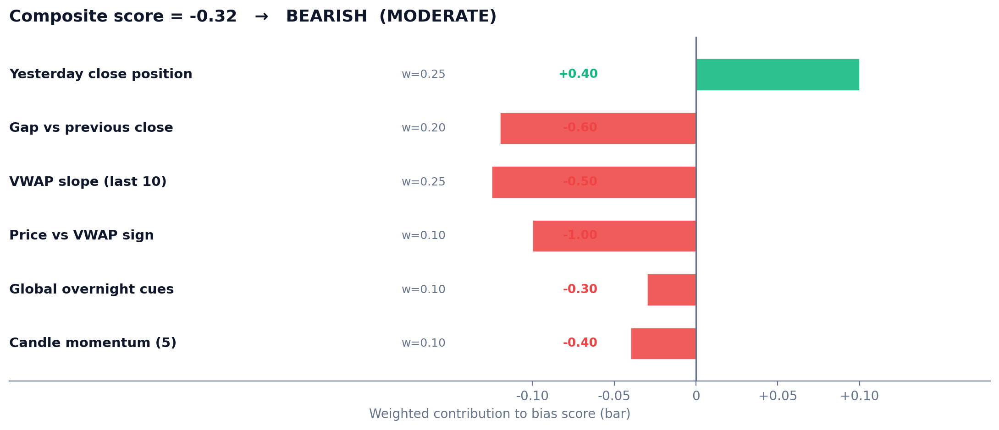 Composite score = -0.32 → BEARISH (MODERATE)
Yesterday close position w=0.25 +0.40
Gap vs previous close w=0.20 -0.60
VWAP slope (last 10) w=0.25 -0.50
Price vs VWAP sign w=0.10 -1.00
Global overnight cues w=0.10 -0.30
Candle momentum (5) w=0.10 -0.40
-0.10 -0.05 0 +0.05 +0.10
Weighted contribution to bias score (bar)